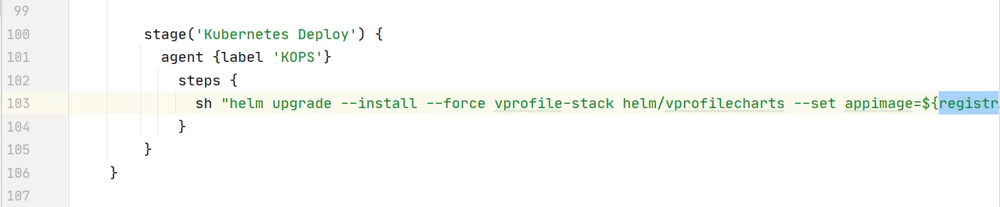 99
100 stage('Kubernetes Deploy') {
101 agent {label 'KOPS'}
102 steps {
103 sh "helm upgrade --install --force vprofile-stack helm/vprofilecharts --set appimage=${registr
104 }
105 }
106 }
107